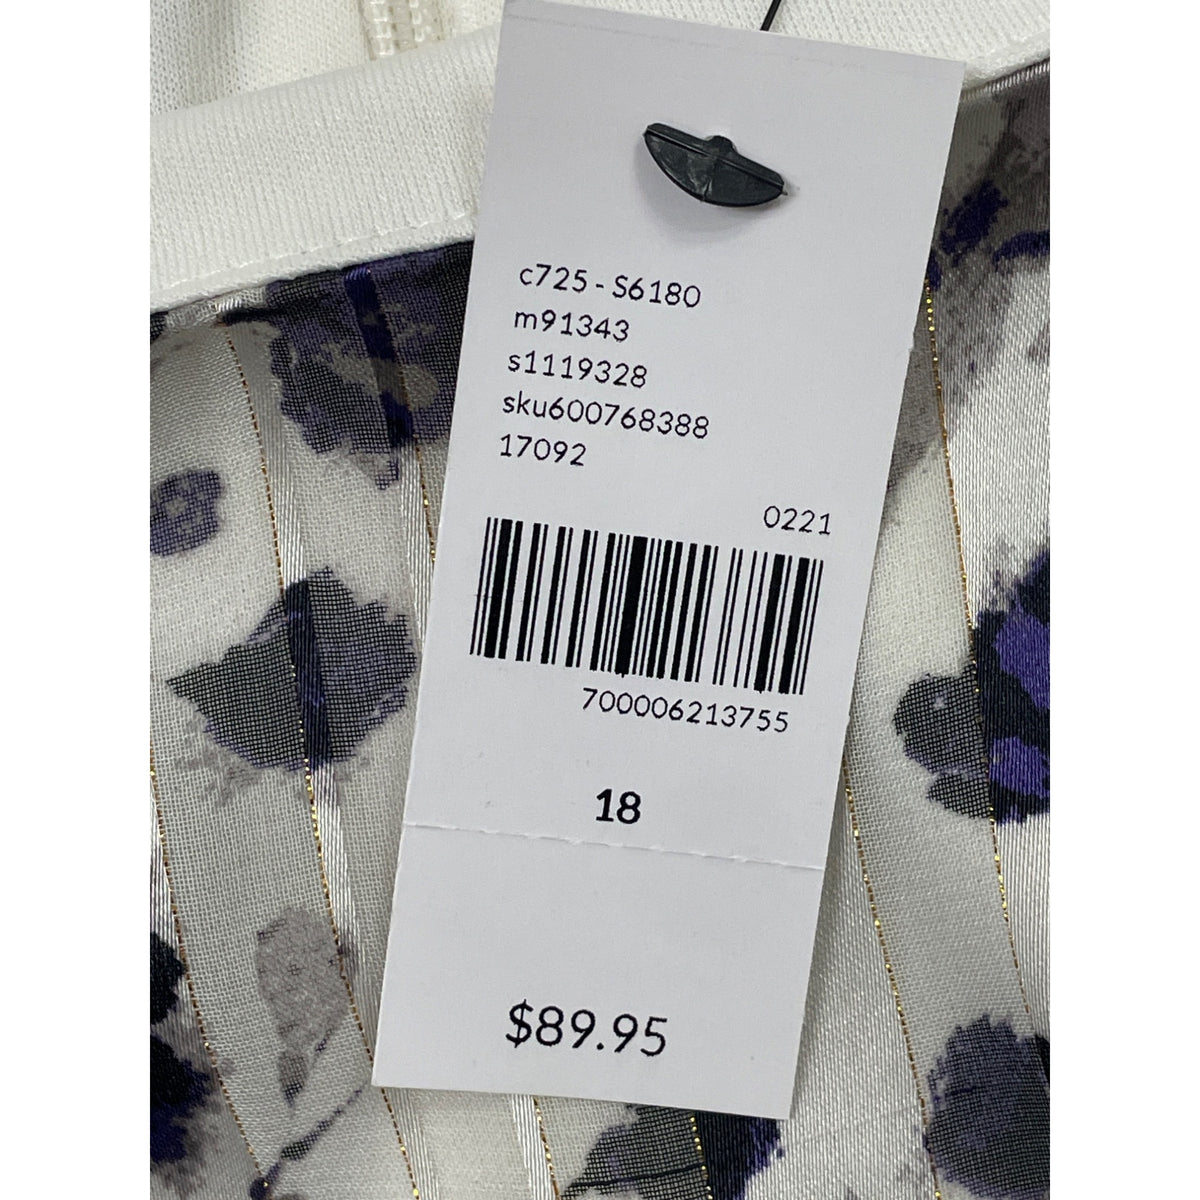 c725 - S6180
m91343
s1119328
sku600768388
17092
0221
700006213755
18
$89.95